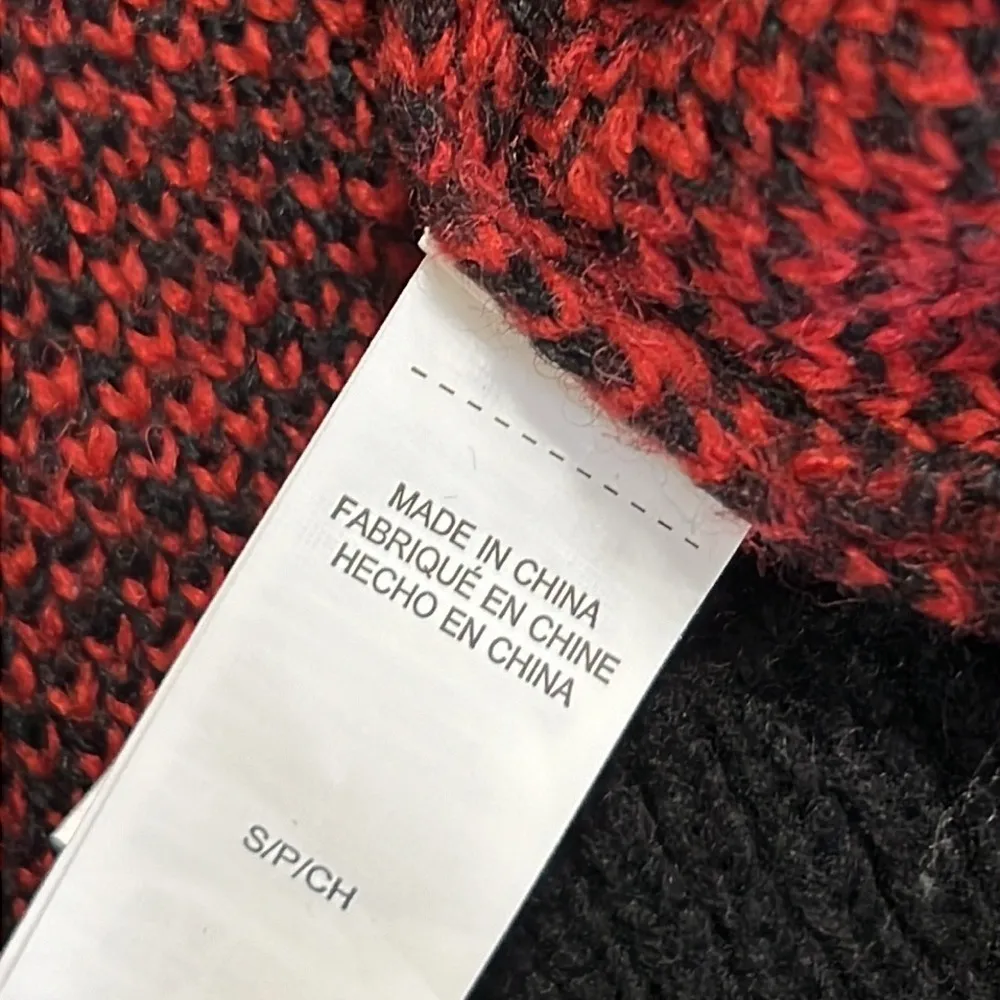 MADE IN CHINA
FABRIQUÉ EN CHINE
HECHO EN CHINA
S/P/CH